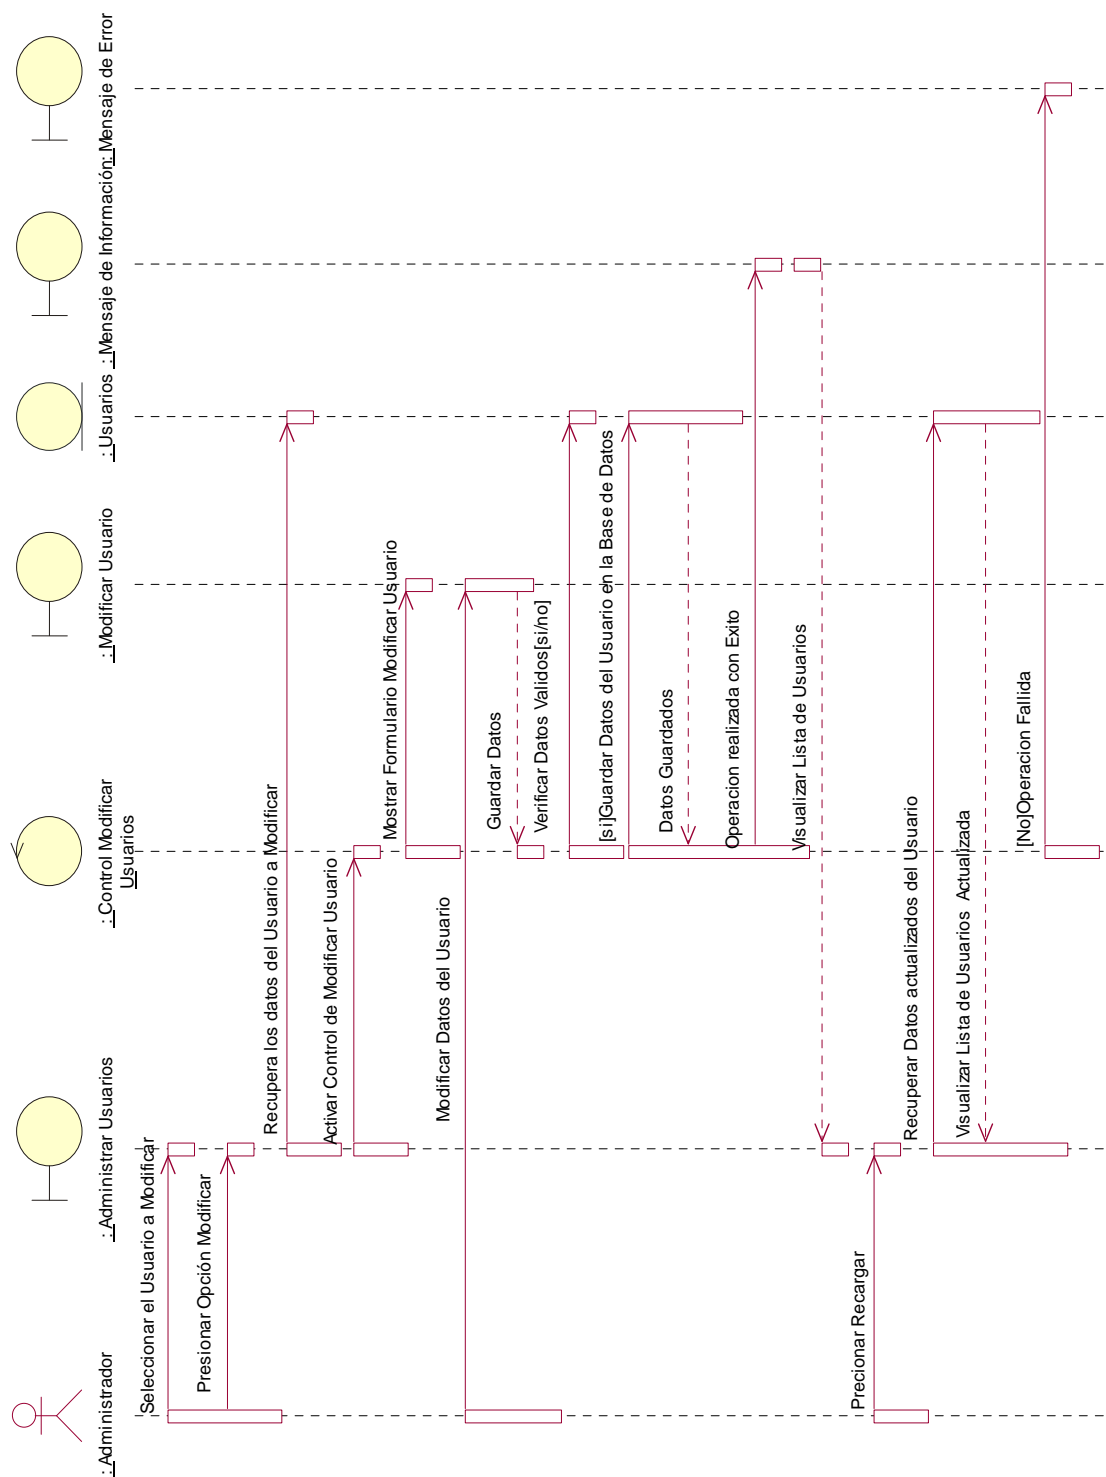 : Administrador
: Administrar Usuarios
: Control Modificar
Usuarios
: Modificar Usuario
: Usuarios
: Mensaje de Información
: Mensaje de Error
Seleccionar el Usuario a Modificar
Presionar Opción Modificar
Recupera los datos del Usuario a Modificar
Activar Control de Modificar Usuario
Mostrar Formulario Modificar Usuario
Modificar Datos del Usuario
Guardar Datos
Verificar Datos Validos[si/no]
[si]Guardar Datos del Usuario en la Base de Datos
Datos Guardados
Operacion realizada con Exito
Visualizar Lista de Usuarios
Precionar Recargar
Recuperar Datos actualizados del Usuario
Visualizar Lista de Usuarios Actualizada
[No]Operacion Fallida